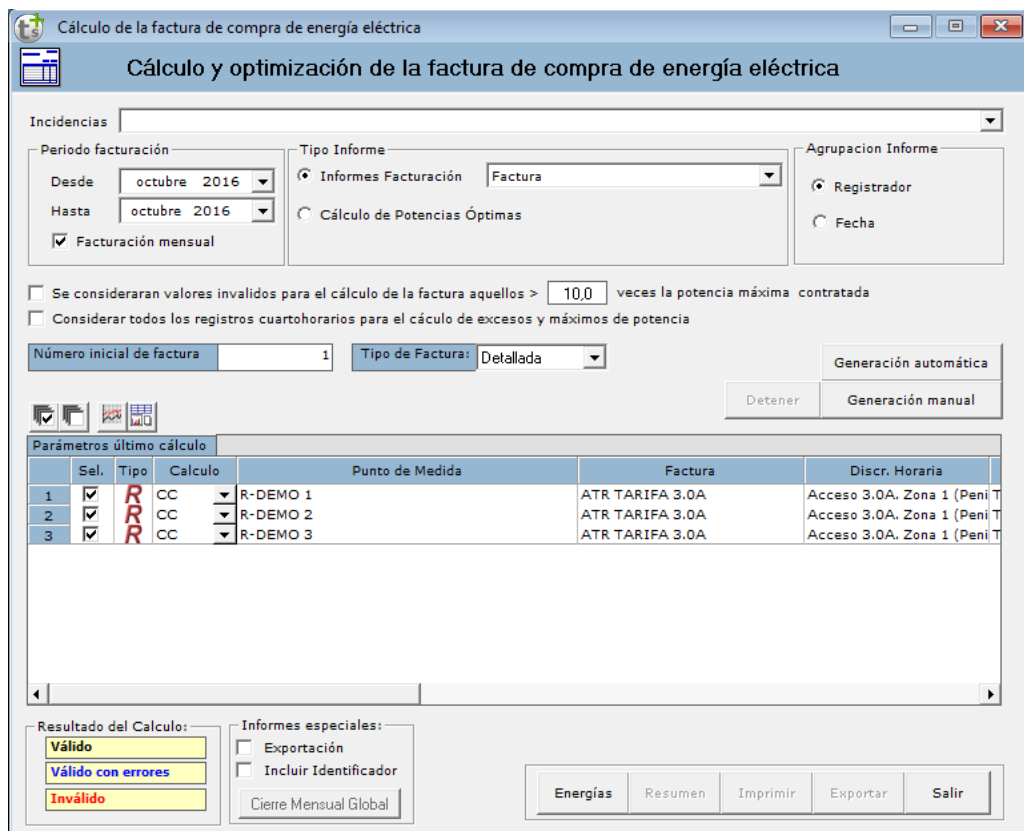 Cálculo de la factura de compra de energía eléctrica
Cálculo y optimización de la factura de compra de energía eléctrica
Incidencias
Periodo facturación
Desde octubre 2016
Hasta octubre 2016
Facturación mensual
Tipo Informe
Informes Facturación Factura
Cálculo de Potencias Óptimas
Agrupacion Informe
Registrador
Fecha
Se consideraran valores invalidos para el cálculo de la factura aquellos > 10,0 veces la potencia máxima contratada
Considerar todos los registros cuartohorarios para el cáculo de excesos y máximos de potencia
Número inicial de factura 1 Tipo de Factura: Detallada
Generación automática
Detener Generación manual
Parámetros último cálculo
Sel. Tipo Calculo Punto de Medida Factura Discr. Horaria
1 R CC R-DEMO 1 ATR TARIFA 3.0A Acceso 3.0A. Zona 1 (Peni T
2 R CC R-DEMO 2 ATR TARIFA 3.0A Acceso 3.0A. Zona 1 (Peni T
3 R CC R-DEMO 3 ATR TARIFA 3.0A Acceso 3.0A. Zona 1 (Peni T
Resultado del Calculo:
Válido
Válido con errores
Inválido
Informes especiales:
Exportación
Incluir Identificador
Cierre Mensual Global
Energías Resumen Imprimir Exportar Salir